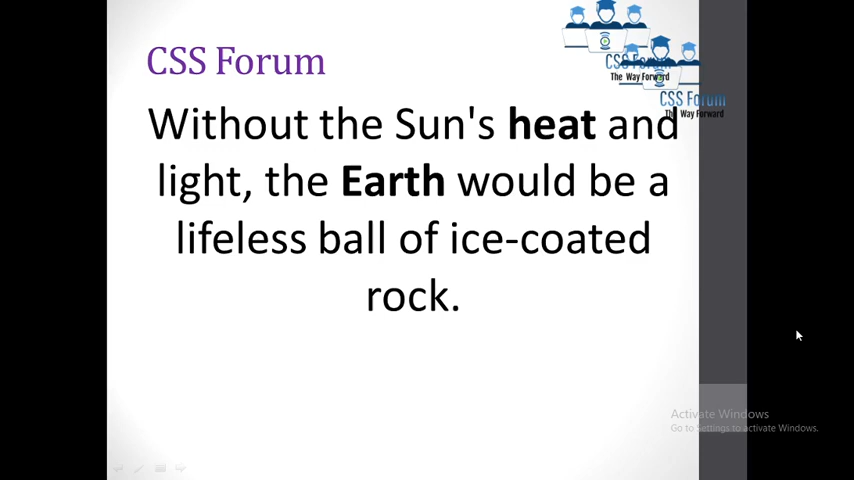 CSS Forum
Without the Sun's heat and
light, the Earth would be a
lifeless ball of ice-coated
rock.
CSS Forum
The Way Forward
CSS Forum
The Way Forward
Activate Windows
Go to Settings to activate Windows.